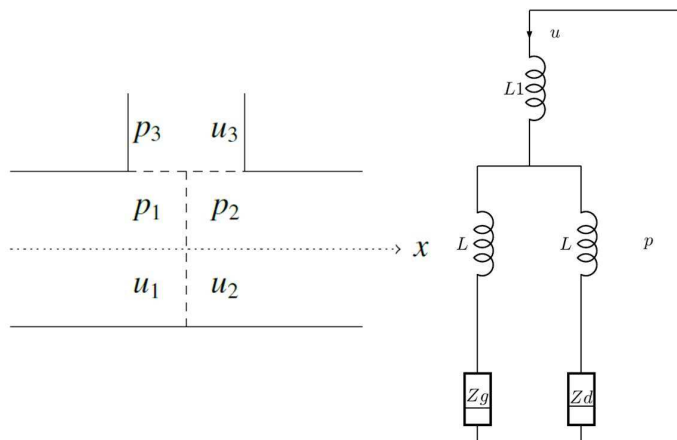 u
L1
p₃ u₃
p₁ p₂
x
L L p
u₁ u₂
Zg Zd